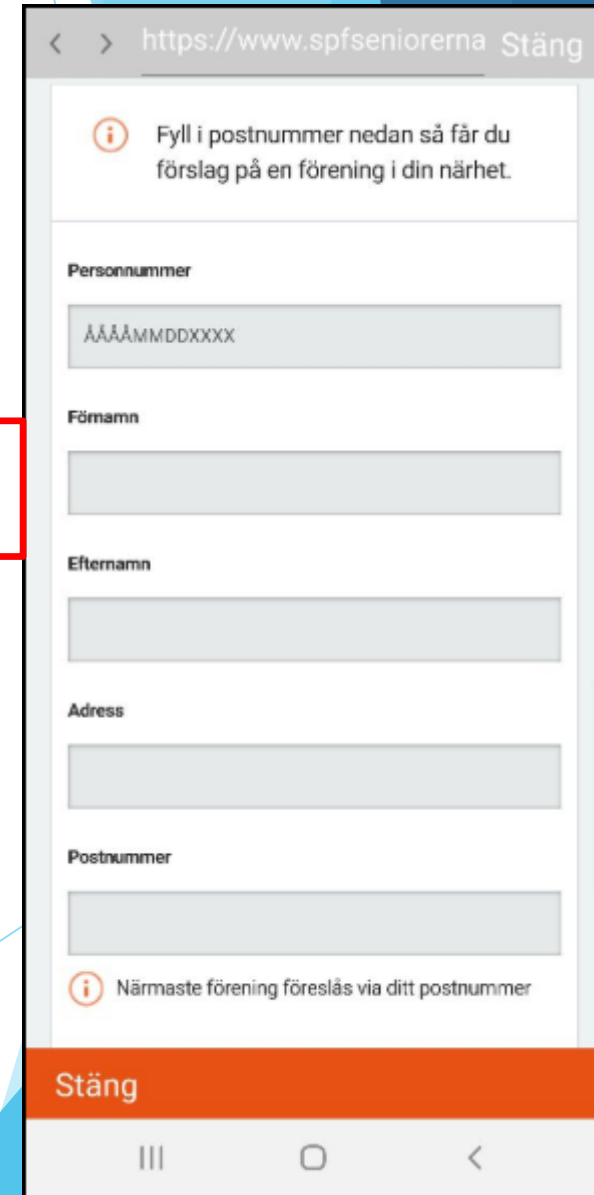 https://www.spfseniorerna Stäng
Fyll i postnummer nedan så får du
förslag på en förening i din närhet.
Personnummer
ÅÅÅÅMMDDXXXX
Förnamn
Efternamn
Adress
Postnummer
Närmaste förening föreslås via ditt postnummer
Stäng